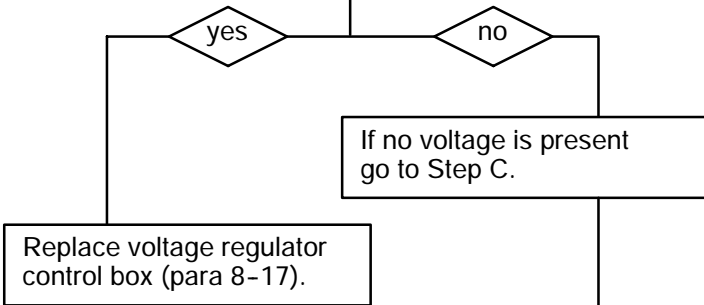 yes
no
If no voltage is present
go to Step C.
Replace voltage regulator
control box (para 8-17).